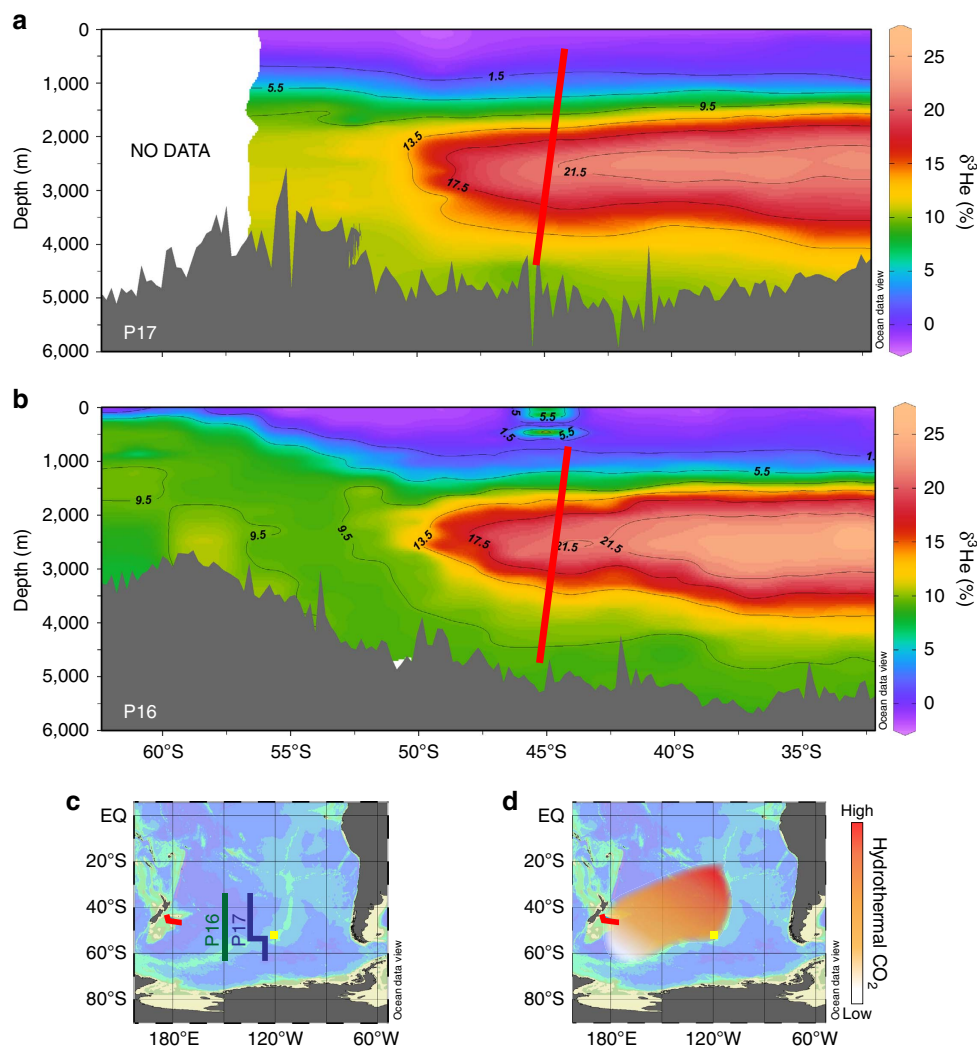 a
0
1,000
2,000
3,000
4,000
5,000
6,000
Depth (m)
NO DATA
P17
1.5
5.5
9.5
13.5
17.5
21.5
Ocean data view
25
20
15
10
5
0
δ³He (%)
b
0
1,000
2,000
3,000
4,000
5,000
6,000
Depth (m)
P16
5
5.5
1.5
5.5
1.
5.5
9.5
9.5
9.5
13.5
17.5
21.5
21.5
Ocean data view
25
20
15
10
5
0
δ³He (%)
60°S 55°S 50°S 45°S 40°S 35°S
c
EQ
20°S
40°S
60°S
80°S
P16
P17
180°E 120°W 60°W
Ocean data view
d
EQ
20°S
40°S
60°S
80°S
180°E 120°W 60°W
Ocean data view
High
Hydrothermal CO₂
Low